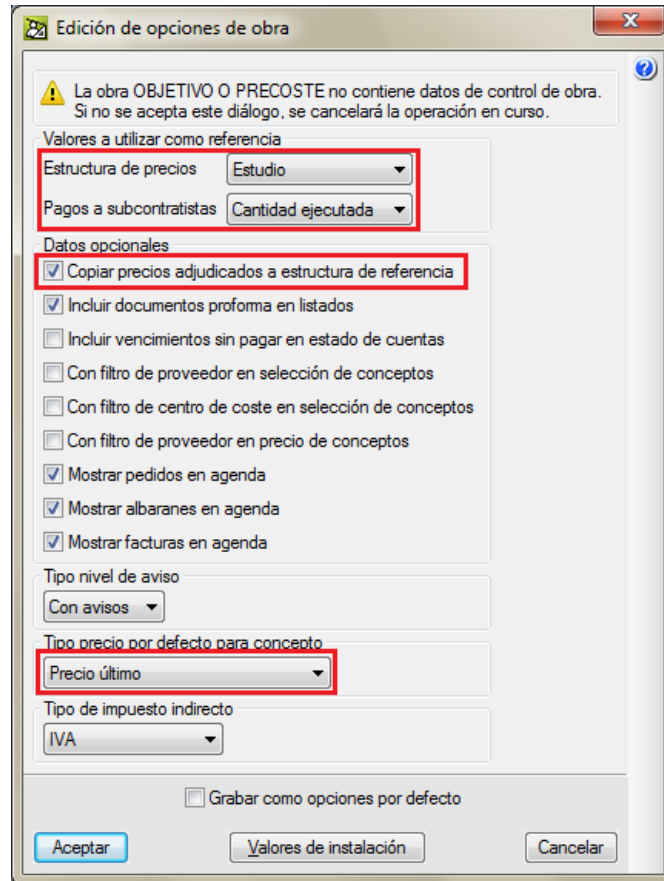 Edición de opciones de obra
La obra OBJETIVO O PRECOSTE no contiene datos de control de obra.
Si no se acepta este diálogo, se cancelará la operación en curso.
Valores a utilizar como referencia
Estructura de precios Estudio
Pagos a subcontratistas Cantidad ejecutada
Datos opcionales
Copiar precios adjudicados a estructura de referencia
Incluir documentos proforma en listados
Incluir vencimientos sin pagar en estado de cuentas
Con filtro de proveedor en selección de conceptos
Con filtro de centro de coste en selección de conceptos
Con filtro de proveedor en precio de conceptos
Mostrar pedidos en agenda
Mostrar albaranes en agenda
Mostrar facturas en agenda
Tipo nivel de aviso
Con avisos
Tipo precio por defecto para concepto
Precio último
Tipo de impuesto indirecto
IVA
Grabar como opciones por defecto
Aceptar Valores de instalación Cancelar